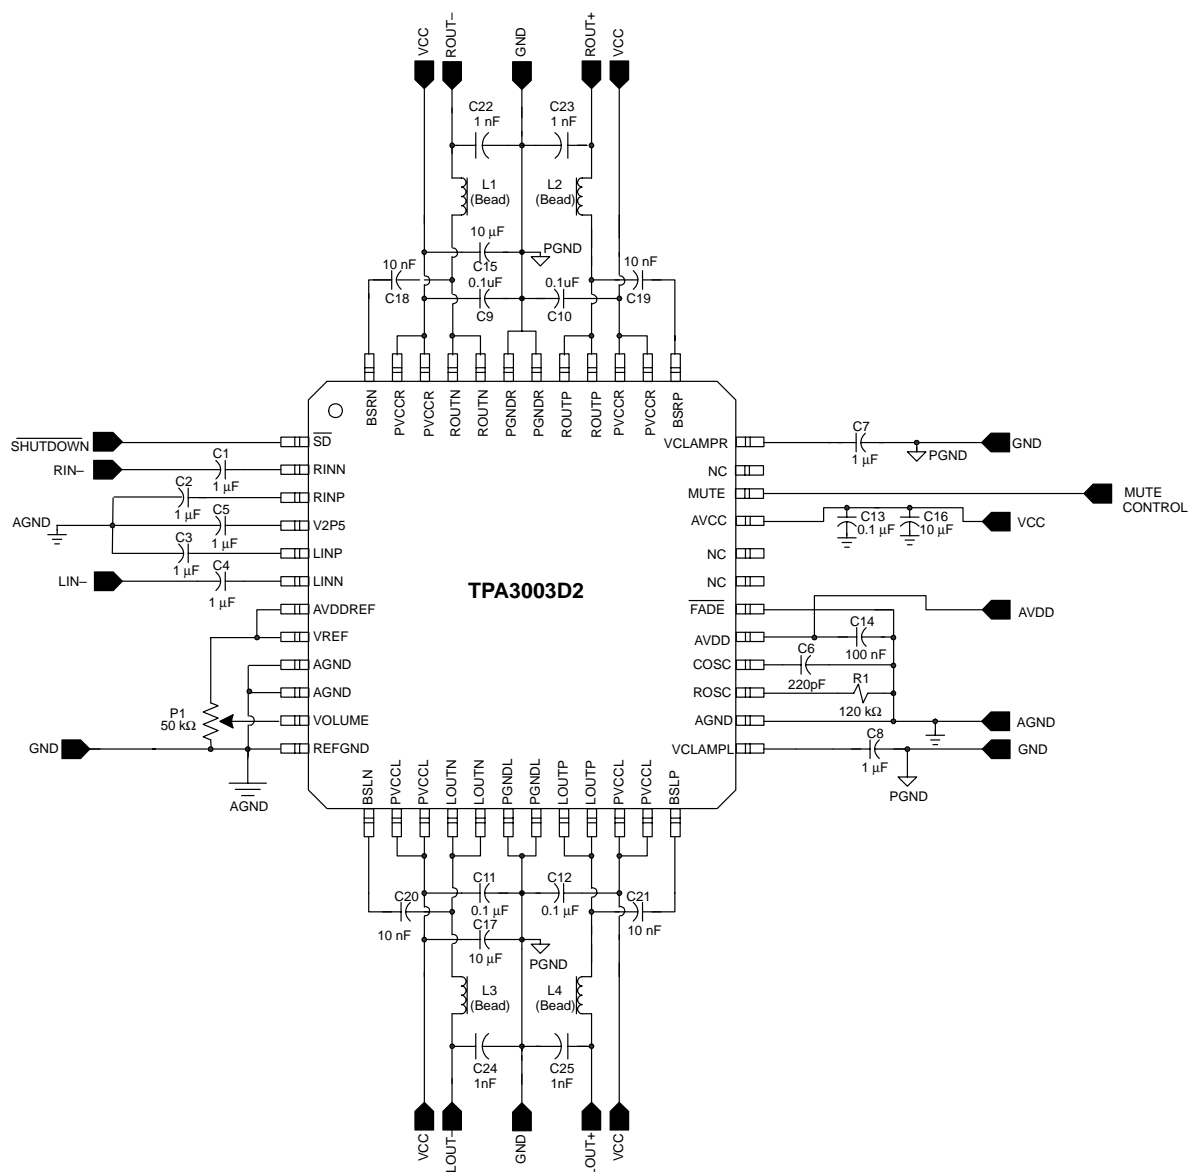 VCC
ROUT–
GND
ROUT+
VCC
C22
1 nF
C23
1 nF
L1
(Bead)
L2
(Bead)
10 µF
C15
PGND
10 nF
C18
0.1uF
C9
0.1uF
C10
10 nF
C19
BSRN
PVCCR
PVCCR
ROUTN
ROUTN
PGNDR
PGNDR
ROUTP
ROUTP
PVCCR
PVCCR
BSRP
SHUTDOWN
SD
RIN–
C1
1 µF
RINN
C2
1 µF
RINP
AGND
C5
1 µF
V2P5
C3
1 µF
LINP
LIN–
C4
1 µF
LINN
AVDDREF
VREF
AGND
AGND
P1
50 kΩ
VOLUME
GND
REFGND
AGND
TPA3003D2
VCLAMPR
C7
1 µF
PGND
GND
NC
MUTE
MUTE
CONTROL
AVCC
C13
0.1 µF
C16
10 µF
VCC
NC
NC
FADE
AVDD
AVDD
C14
100 nF
COSC
C6
220pF
ROSC
R1
120 kΩ
AGND
AGND
VCLAMPL
C8
1 µF
PGND
GND
BSLN
PVCCL
PVCCL
LOUTN
LOUTN
PGNDL
PGNDL
LOUTP
LOUTP
PVCCL
PVCCL
BSLP
C20
10 nF
C11
0.1 µF
C12
0.1 µF
C21
10 nF
C17
10 µF
PGND
L3
(Bead)
L4
(Bead)
C24
1nF
C25
1nF
VCC
LOUT–
GND
LOUT+
VCC